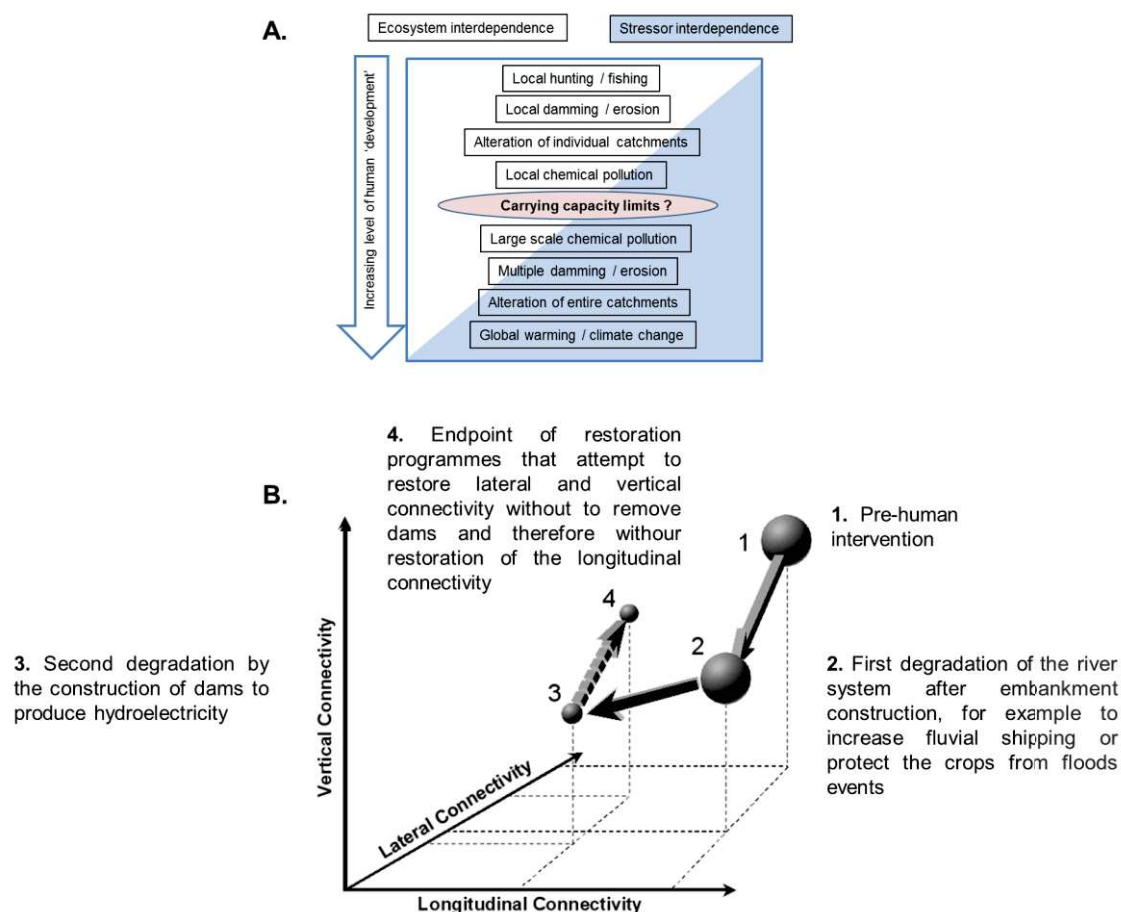 A.
Ecosystem interdependence
Stressor interdependence
Increasing level of human 'development'
Local hunting / fishing
Local damming / erosion
Alteration of individual catchments
Local chemical pollution
Carrying capacity limits ?
Large scale chemical pollution
Multiple damming / erosion
Alteration of entire catchments
Global warming / climate change
B.
4. Endpoint of restoration
programmes that attempt to
restore lateral and vertical
connectivity without to remove
dams and therefore withour
restoration of the longitudinal
connectivity
1
1. Pre-human
intervention
4
2
3
3. Second degradation by
the construction of dams to
produce hydroelectricity
2. First degradation of the river
system after embankment
construction, for example to
increase fluvial shipping or
protect the crops from floods
events
Vertical Connectivity
Lateral Connectivity
Longitudinal Connectivity